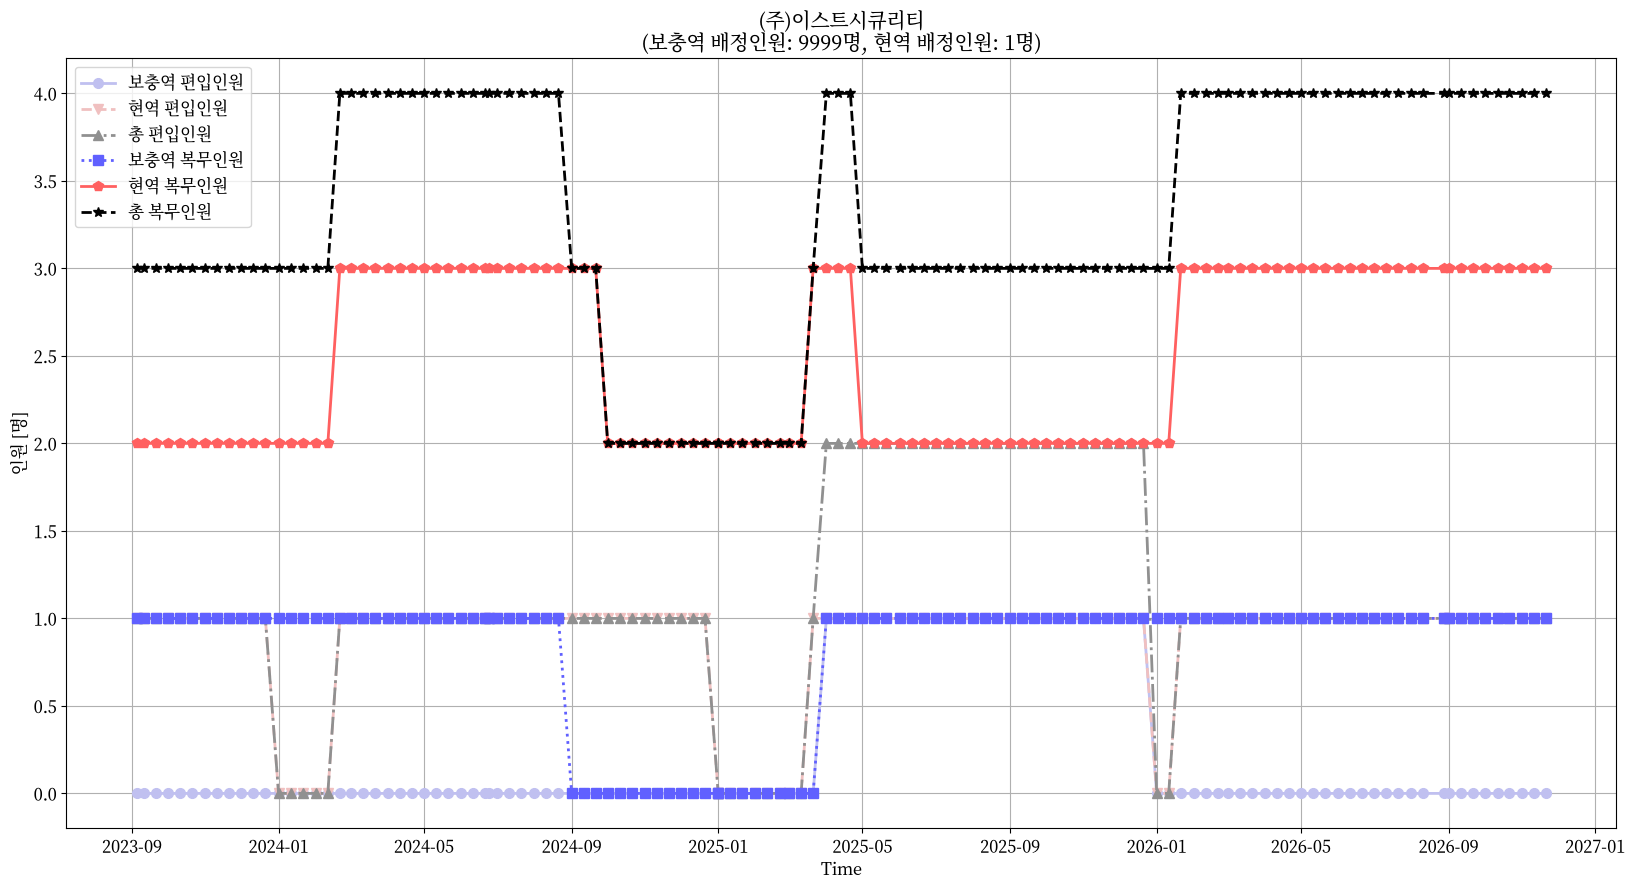 (주)이스트시큐리티
(보충역 배정인원: 9999명, 현역 배정인원: 1명)
보충역 편입인원
현역 편입인원
총 편입인원
보충역 복무인원
현역 복무인원
총 복무인원
인원 [명]
4.0
3.5
3.0
2.5
2.0
1.5
1.0
0.5
0.0
2023-09
2024-01
2024-05
2024-09
2025-01
2025-05
2025-09
2026-01
2026-05
2026-09
2027-01
Time